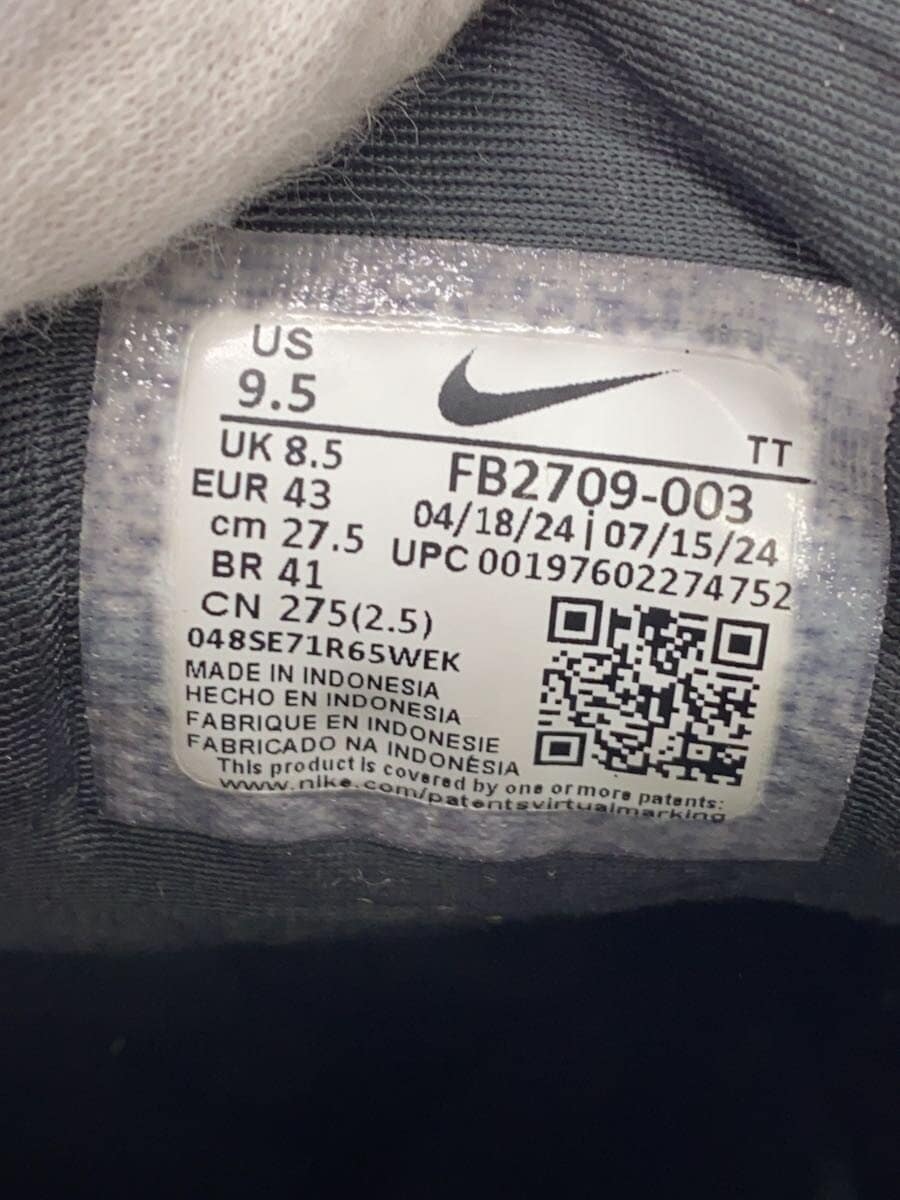 US
9.5
TT
UK 8.5
EUR 43
cm 27.5
BR 41
CN 275(2.5)
FB2709-003
04/18/24 | 07/15/24
UPC 00197602274752
048SE71R65WEK
MADE IN INDONESIA
HECHO EN INDONESIA
FABRIQUE EN INDONESIE
FABRICADO NA INDONÉSIA
This product is covered by one or more patents:
www.nike.com/patentsvirtualmarking